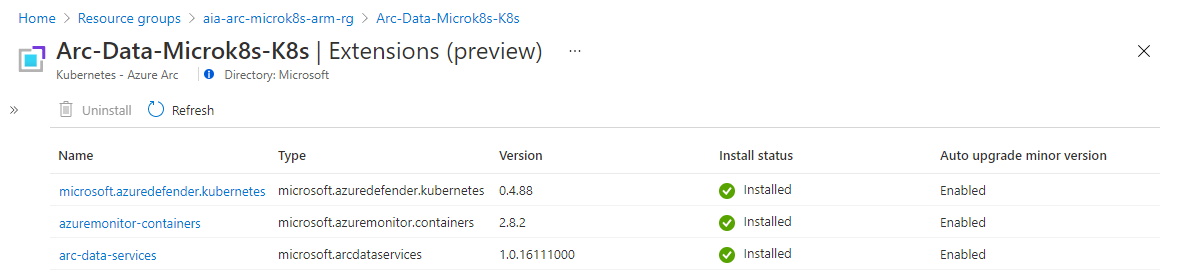 Home > Resource groups > aia-arc-microk8s-arm-rg > Arc-Data-Microk8s-K8s
Arc-Data-Microk8s-K8s | Extensions (preview) ...
Kubernetes - Azure Arc | Directory: Microsoft
Uninstall Refresh
Name Type Version Install status Auto upgrade minor version
microsoft.azuredefender.kubernetes microsoft.azuredefender.kubernetes 0.4.88 Installed Enabled
azuremonitor-containers microsoft.azuremonitor.containers 2.8.2 Installed Enabled
arc-data-services microsoft.arcdataservices 1.0.16111000 Installed Enabled